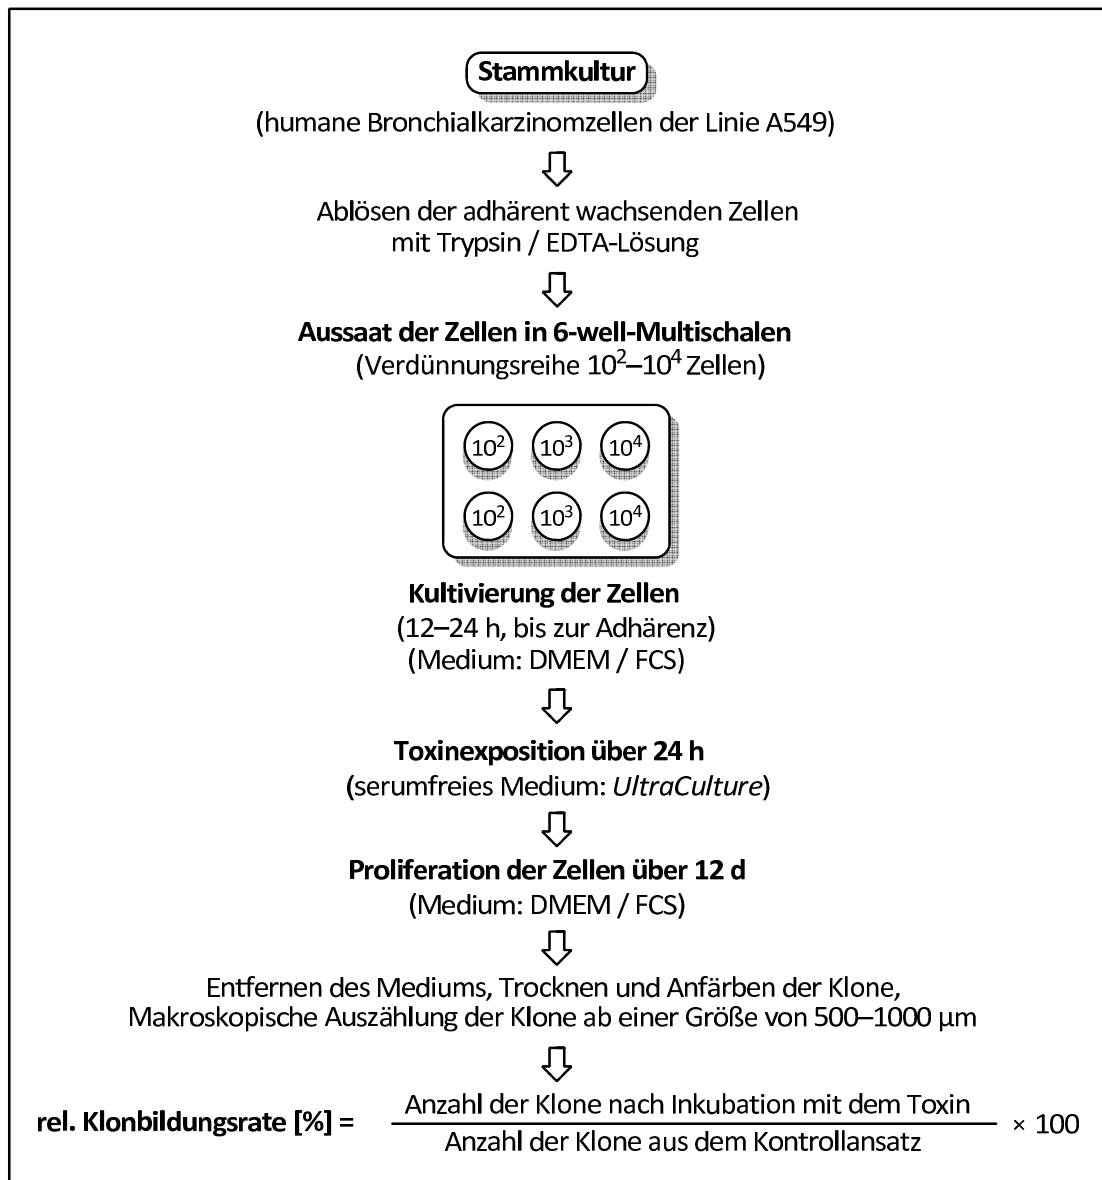 Stammkultur
(humane Bronchialkarzinomzellen der Linie A549)
Ablösen der adhärent wachsenden Zellen
mit Trypsin / EDTA-Lösung
Aussaat der Zellen in 6-well-Multischalen
(Verdünnungsreihe 10²–10⁴ Zellen)
10² 10³ 10⁴
10² 10³ 10⁴
Kultivierung der Zellen
(12–24 h, bis zur Adhärenz)
(Medium: DMEM / FCS)
Toxinexposition über 24 h
(serumfreies Medium: UltraCulture)
Proliferation der Zellen über 12 d
(Medium: DMEM / FCS)
Entfernen des Mediums, Trocknen und Anfärben der Klone,
Makroskopische Auszählung der Klone ab einer Größe von 500–1000 µm
Anzahl der Klone nach Inkubation mit dem Toxin
rel. Klonbildungsrate [%] = × 100
Anzahl der Klone aus dem Kontrollansatz